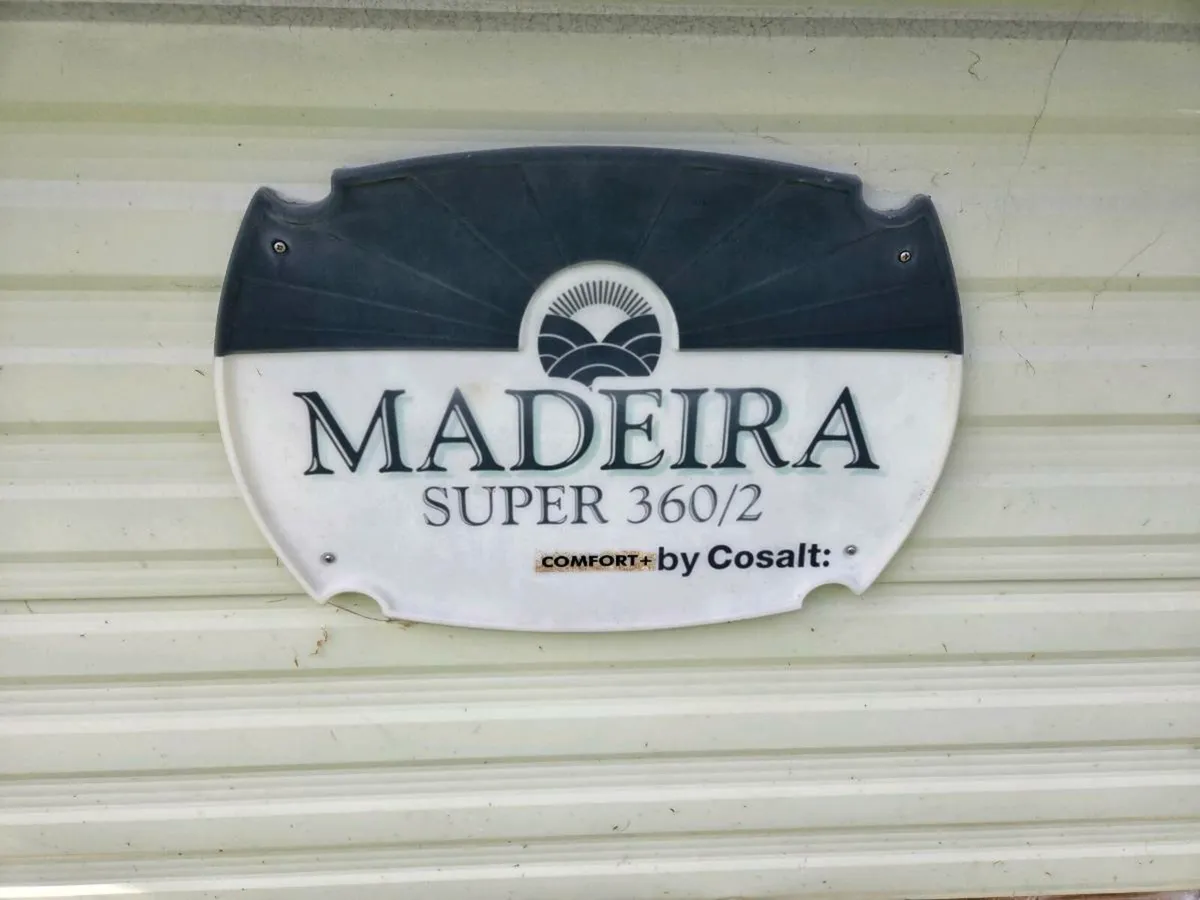 MADEIRA
SUPER 360/2
COMFORT+ by Cosalt: